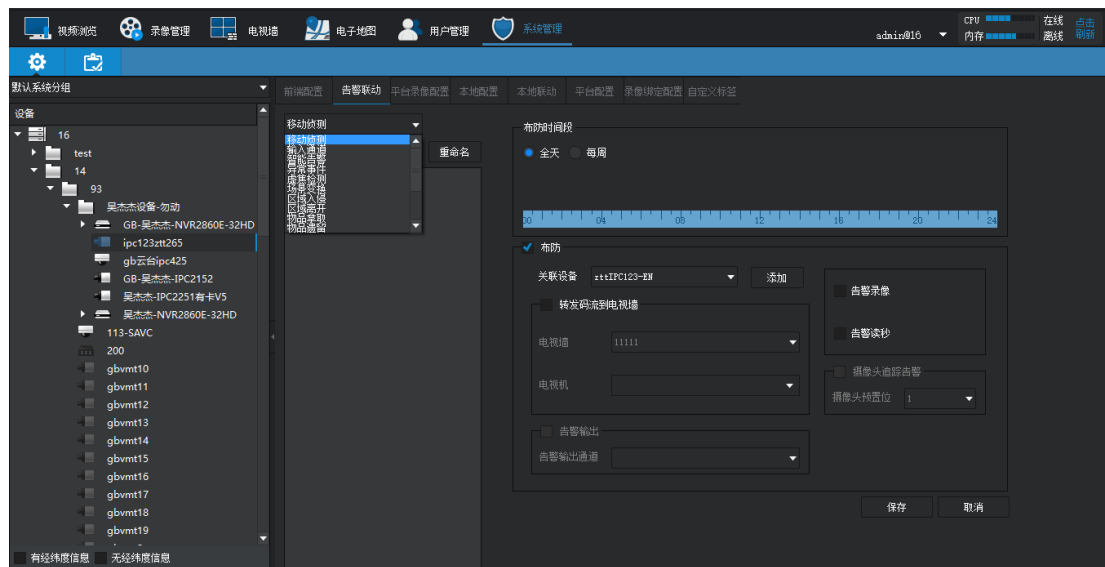 视频浏览 录像管理 电视墙 电子地图 用户管理 系统管理 admin@16 CPU 在线 点击
内存 离线 刷新
默认系统分组
前端配置 告警联动 平台录像配置 本地配置 本地联动 平台配置 录像绑定配置 自定义标签
设备
16
test
14
93
吴杰杰设备-勿动
GB-吴杰杰-NVR2860E-32HD
ipc123ztt265
gb云台ipc425
GB-吴杰杰-IPC2152
吴杰杰-IPC2251有卡V5
吴杰杰-NVR2860E-32HD
113-SAVC
200
gbvmt10
gbvmt11
gbvmt12
gbvmt13
gbvmt14
gbvmt15
gbvmt16
gbvmt17
gbvmt18
gbvmt19
有经纬度信息 无经纬度信息
移动侦测
移动侦测
输入通道
智能告警
异常事件
虚焦检测
场景变换
区域入侵
区域离开
物品拿取
物品遗留
重命名
布防时间段
全天 每周
00 04 08 12 16 20 24
布防
关联设备 zttIPC123-EN 添加
转发码流到电视墙
电视墙 11111
电视机
告警输出
告警输出通道
告警录像
告警读秒
摄像头追踪告警
摄像头预置位 1
保存 取消